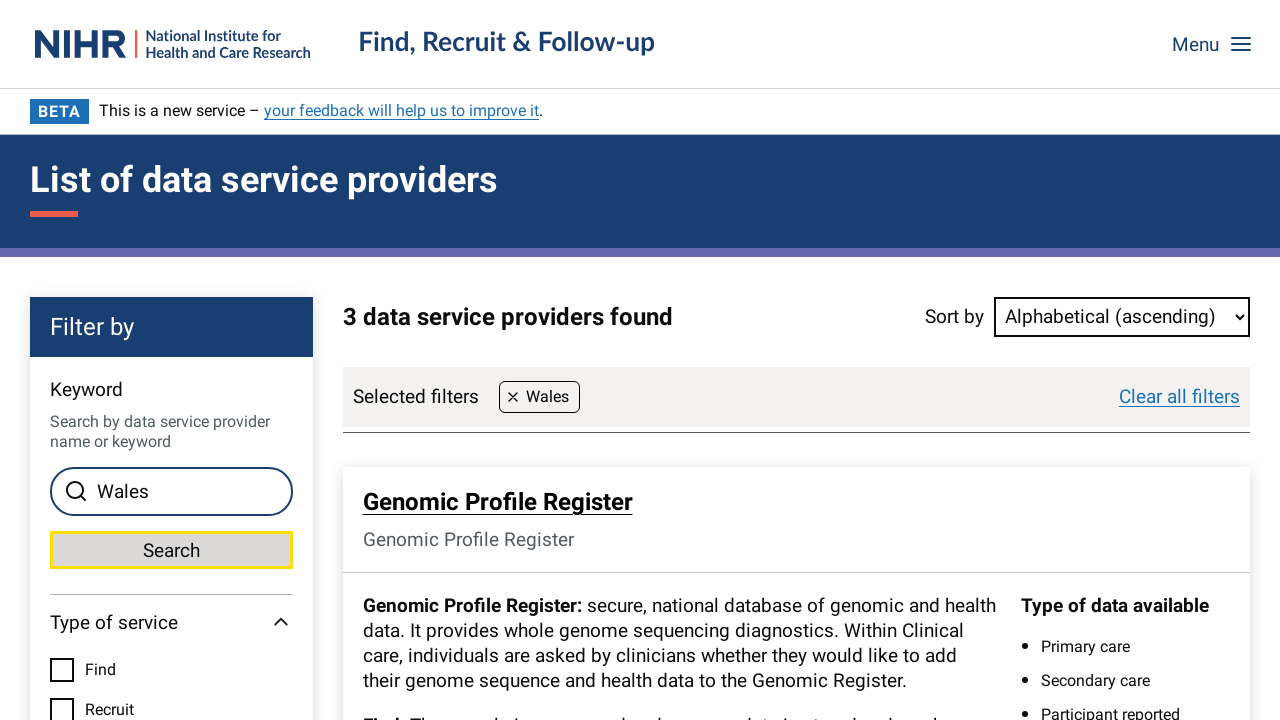 NIHR National Institute for Health and Care Research
Find, Recruit & Follow-up
Menu
BETA This is a new service – your feedback will help us to improve it.
List of data service providers
Filter by
Keyword
Search by data service provider
name or keyword
Wales
Search
Type of service
Find
Recruit
3 data service providers found
Sort by Alphabetical (ascending)
Selected filters Wales Clear all filters
Genomic Profile Register
Genomic Profile Register
Genomic Profile Register: secure, national database of genomic and health
data. It provides whole genome sequencing diagnostics. Within Clinical
care, individuals are asked by clinicians whether they would like to add
their genome sequence and health data to the Genomic Register.
Type of data available
Primary care
Secondary care
Participant reported